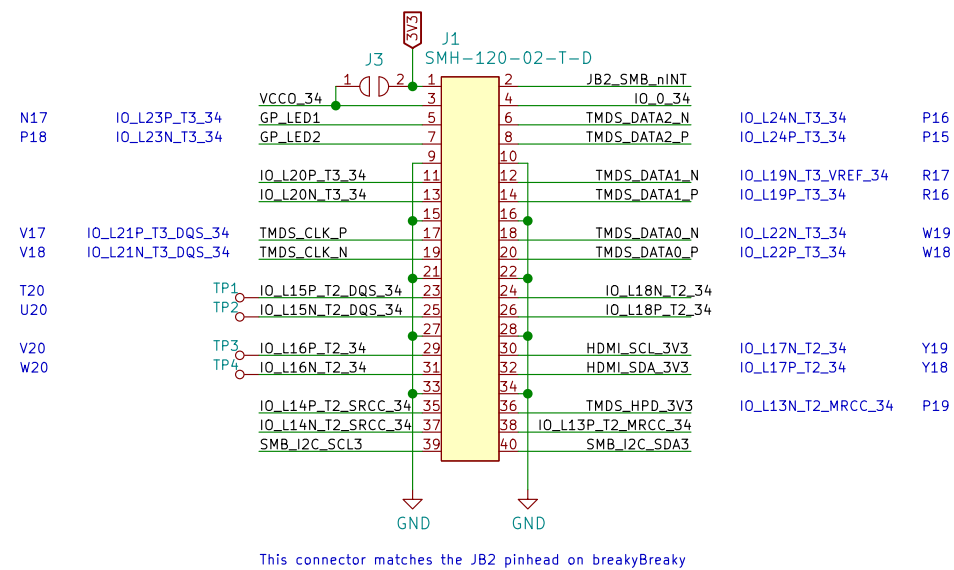 3V3
J1
SMH-120-02-T-D
J3
1 2 1 2 JB2_SMB_nINT
VCCO_34 3 4 IO_0_34
N17 IO_L23P_T3_34 GP_LED1 5 6 TMDS_DATA2_N IO_L24N_T3_34 P16
P18 IO_L23N_T3_34 GP_LED2 7 8 TMDS_DATA2_P IO_L24P_T3_34 P15
9 10
IO_L20P_T3_34 11 12 TMDS_DATA1_N IO_L19N_T3_VREF_34 R17
IO_L20N_T3_34 13 14 TMDS_DATA1_P IO_L19P_T3_34 R16
15 16
V17 IO_L21P_T3_DQS_34 TMDS_CLK_P 17 18 TMDS_DATA0_N IO_L22N_T3_34 W19
V18 IO_L21N_T3_DQS_34 TMDS_CLK_N 19 20 TMDS_DATA0_P IO_L22P_T3_34 W18
21 22
T20 TP1 IO_L15P_T2_DQS_34 23 24 IO_L18N_T2_34
U20 TP2 IO_L15N_T2_DQS_34 25 26 IO_L18P_T2_34
27 28
V20 TP3 IO_L16P_T2_34 29 30 HDMI_SCL_3V3 IO_L17N_T2_34 Y19
W20 TP4 IO_L16N_T2_34 31 32 HDMI_SDA_3V3 IO_L17P_T2_34 Y18
33 34
IO_L14P_T2_SRCC_34 35 36 TMDS_HPD_3V3 IO_L13N_T2_MRCC_34 P19
IO_L14N_T2_SRCC_34 37 38 IO_L13P_T2_MRCC_34
SMB_I2C_SCL3 39 40 SMB_I2C_SDA3
GND GND
This connector matches the JB2 pinhead on breakyBreaky